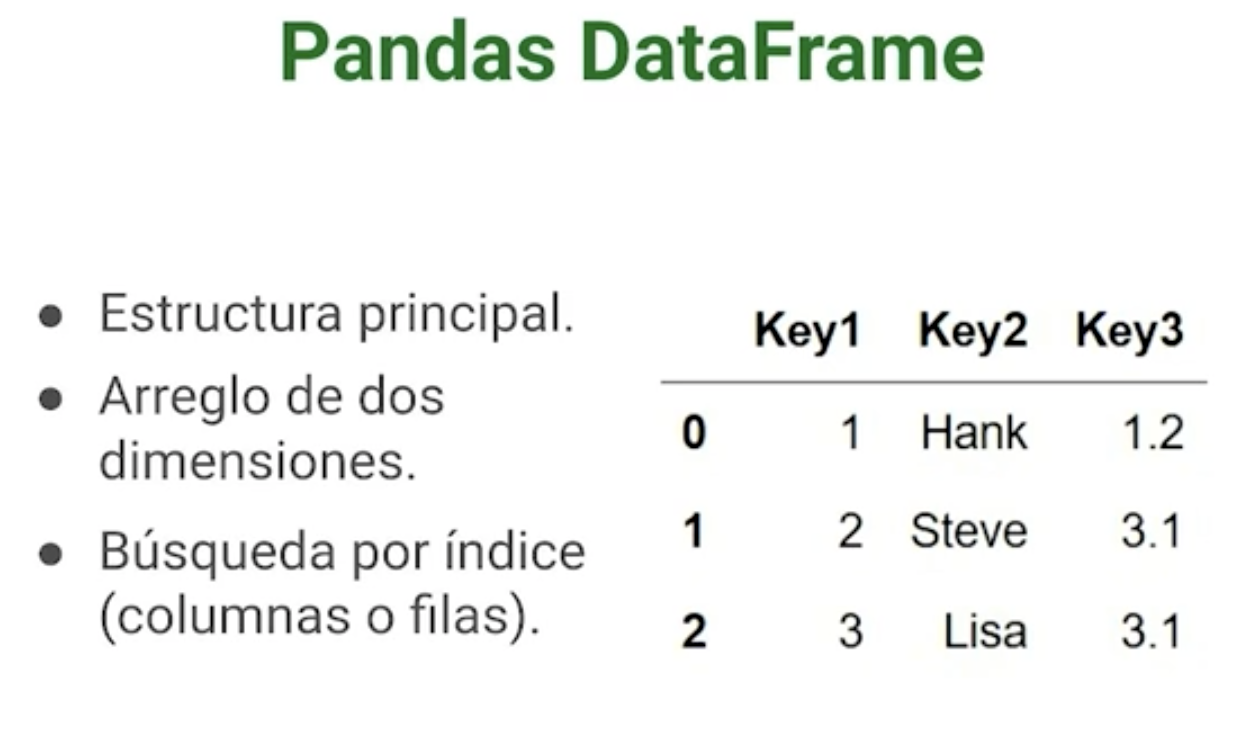 Pandas DataFrame
● Estructura principal.
● Arreglo de dos
dimensiones.
● Búsqueda por índice
(columnas o filas).
Key1 Key2 Key3
0 1 Hank 1.2
1 2 Steve 3.1
2 3 Lisa 3.1